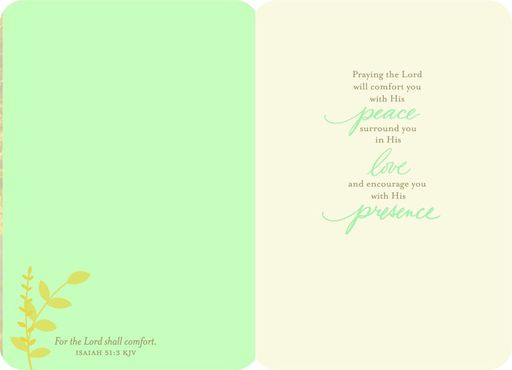 For the Lord shall comfort.
ISAIAH 51:3 KJV
Praying the Lord
will comfort you
with His
peace
surround you
in His
love
and encourage you
with His
presence